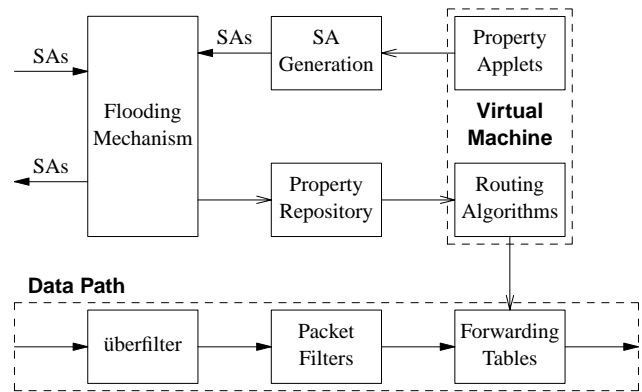 SAs
SAs
SA
Generation
Property
Applets
Flooding
Mechanism
Virtual
Machine
SAs
Property
Repository
Routing
Algorithms
Data Path
überfilter
Packet
Filters
Forwarding
Tables